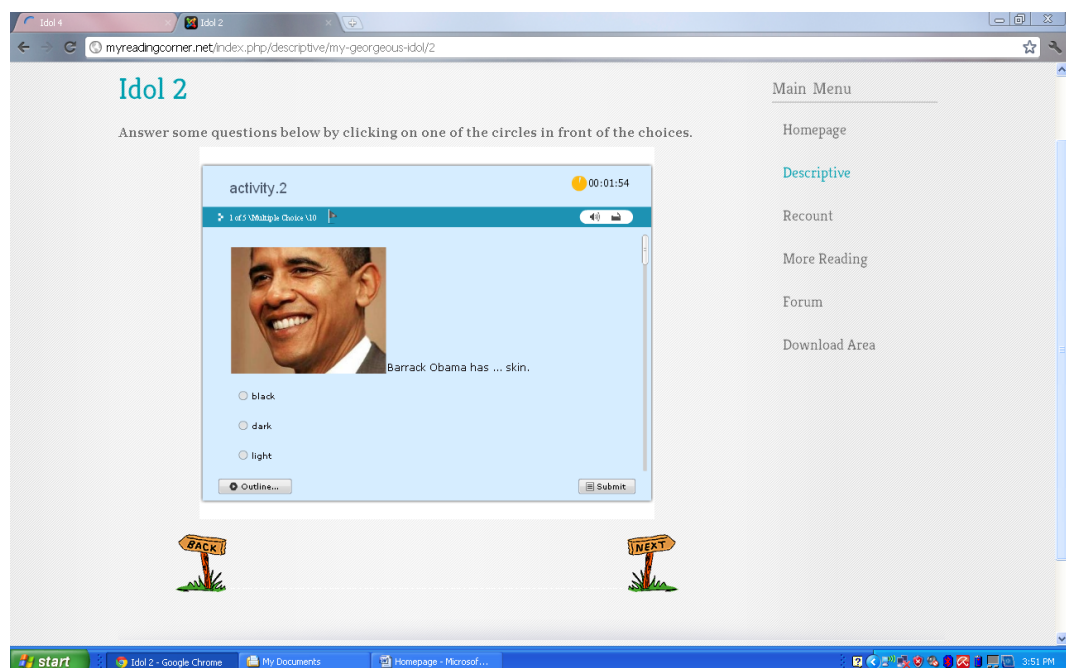 Idol 4
Idol 2
myreadingcorner.net/index.php/descriptive/my-georgeous-idol/2
Idol 2
Answer some questions below by clicking on one of the circles in front of the choices.
activity.2
00:01:54
1 of 5 \Multiple Choice \10
Barrack Obama has ... skin.
black
dark
light
Outline...
Submit
BACK
NEXT
Main Menu
Homepage
Descriptive
Recount
More Reading
Forum
Download Area
start
Idol 2 - Google Chrome
My Documents
Homepage - Microsof...
3:51 PM